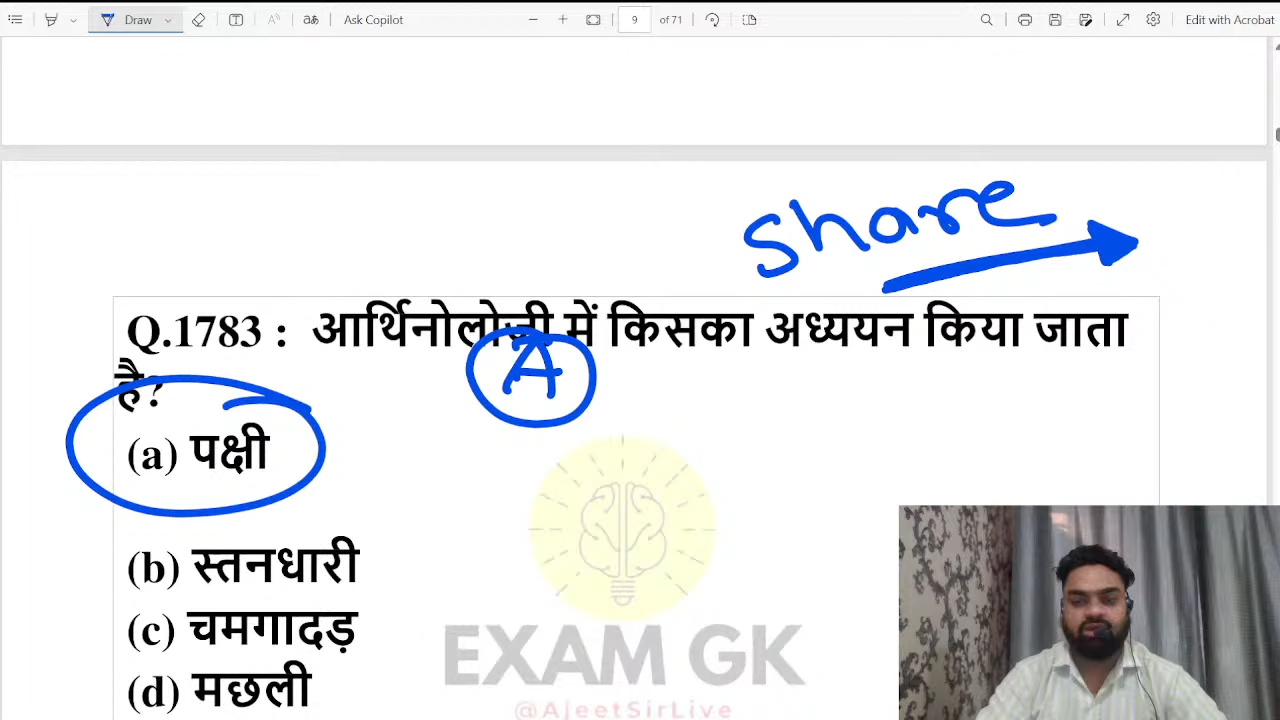 Draw
Ask Copilot
9 of 71
Edit with Acrobat
share
Q.1783 : आर्थिनोलोजी में किसका अध्ययन किया जाता
है?
A
(a) पक्षी
(b) स्तनधारी
(c) चमगादड़
(d) मछली
EXAM GK
@AjeetSirLive